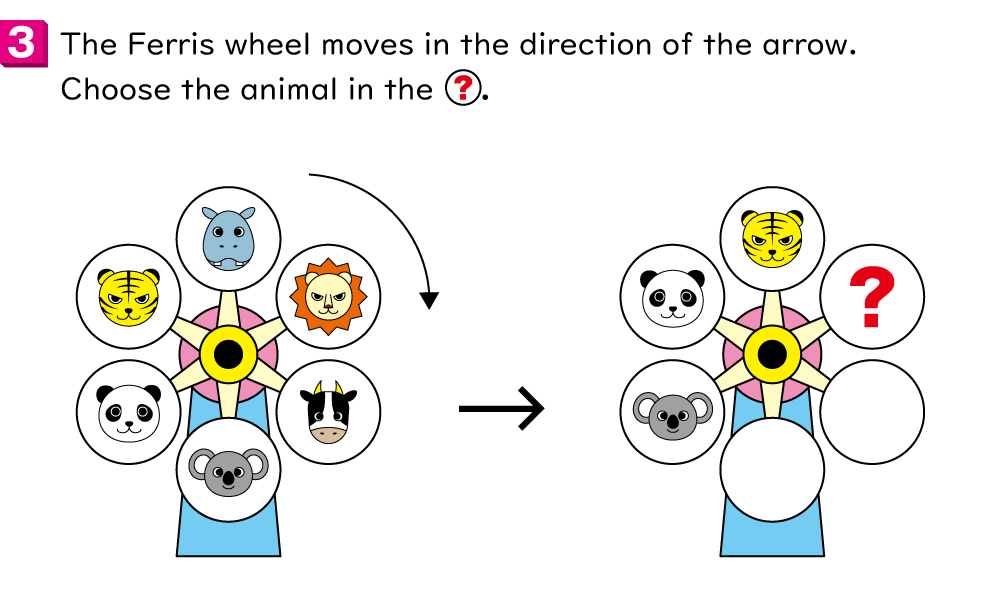 3 The Ferris wheel moves in the direction of the arrow.
Choose the animal in the ?.
?